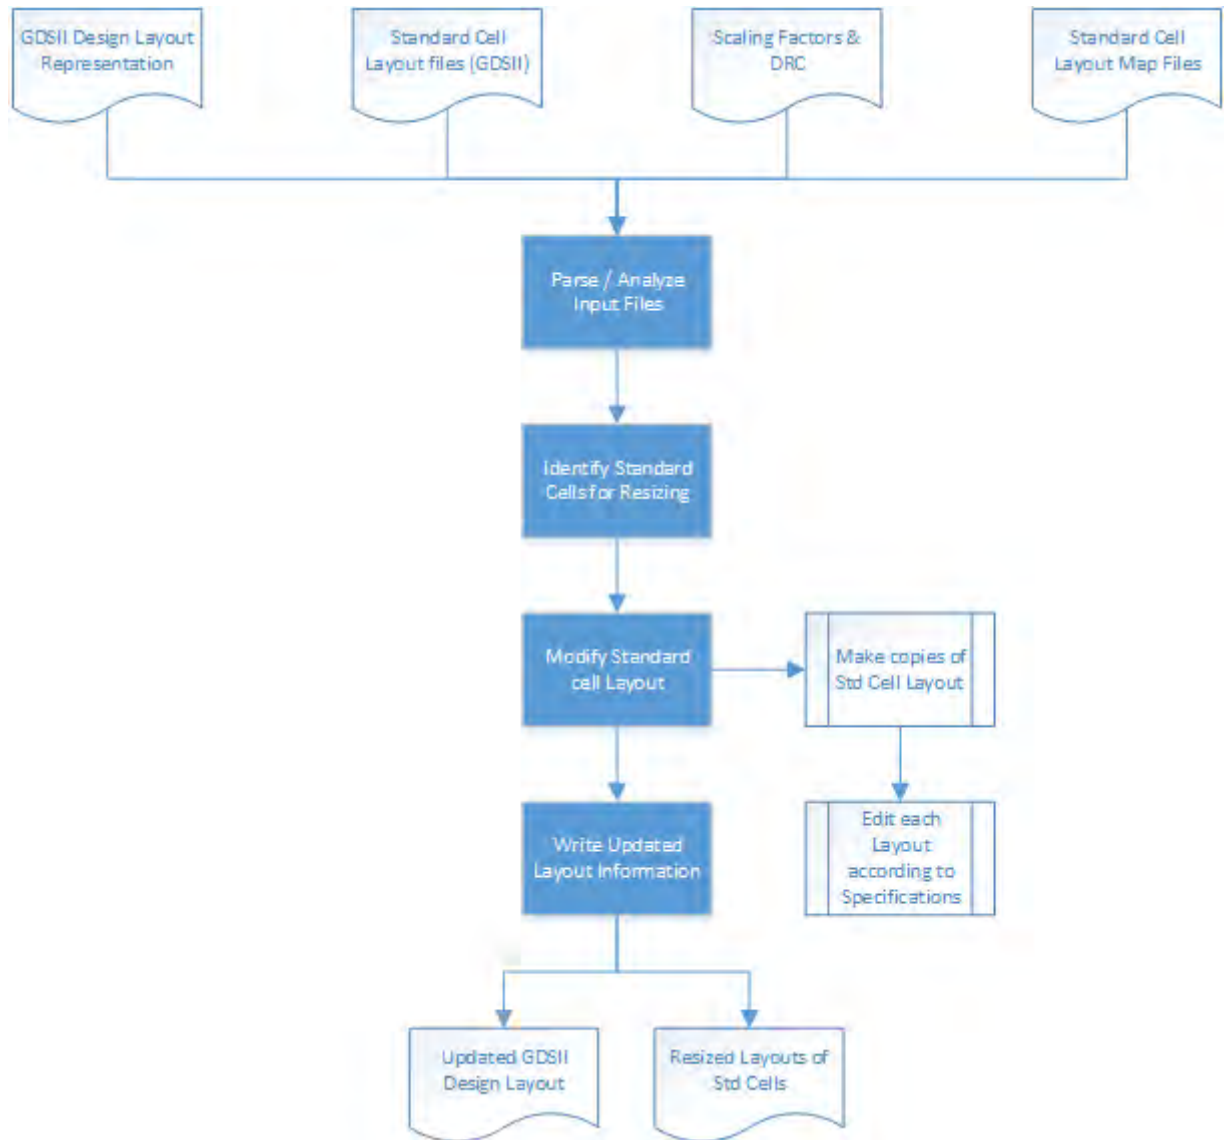 GDSII Design Layout
Representation
Standard Cell
Layout files (GDSII)
Scaling Factors &
DRC
Standard Cell
Layout Map Files
Parse / Analyze
Input Files
Identify Standard
Cells for Resizing
Modify Standard
cell Layout
Make copies of
Std Cell Layout
Write Updated
Layout Information
Edit each
Layout
according to
Specifications
Updated GDSII
Design Layout
Resized Layouts of
Std Cells